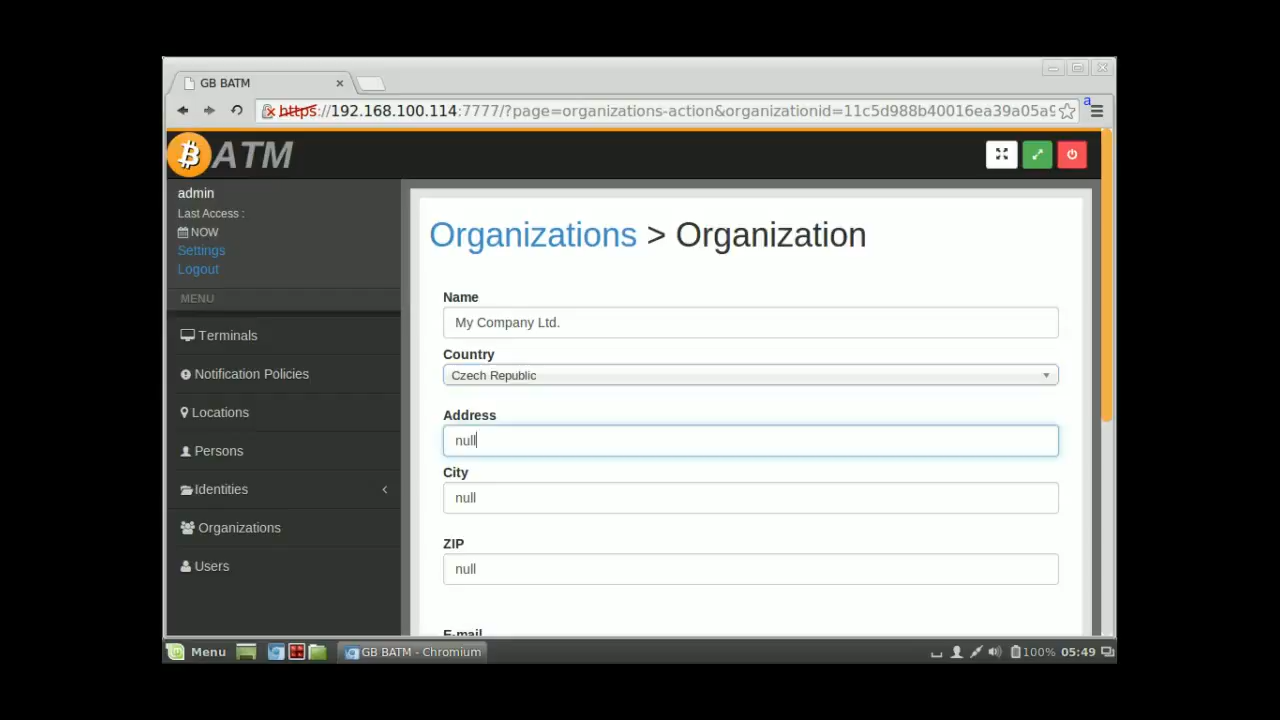 GB BATM
https://192.168.100.114:7777/?page=organizations-action&organizationid=11c5d988b40016ea39a05a9
a
ATM
admin
Last Access :
NOW
Settings
Logout
MENU
Terminals
Notification Policies
Locations
Persons
Identities
Organizations
Users
Organizations > Organization
Name
My Company Ltd.
Country
Czech Republic
Address
null
City
null
ZIP
null
E-mail
Menu
GB BATM - Chromium
100% 05:49